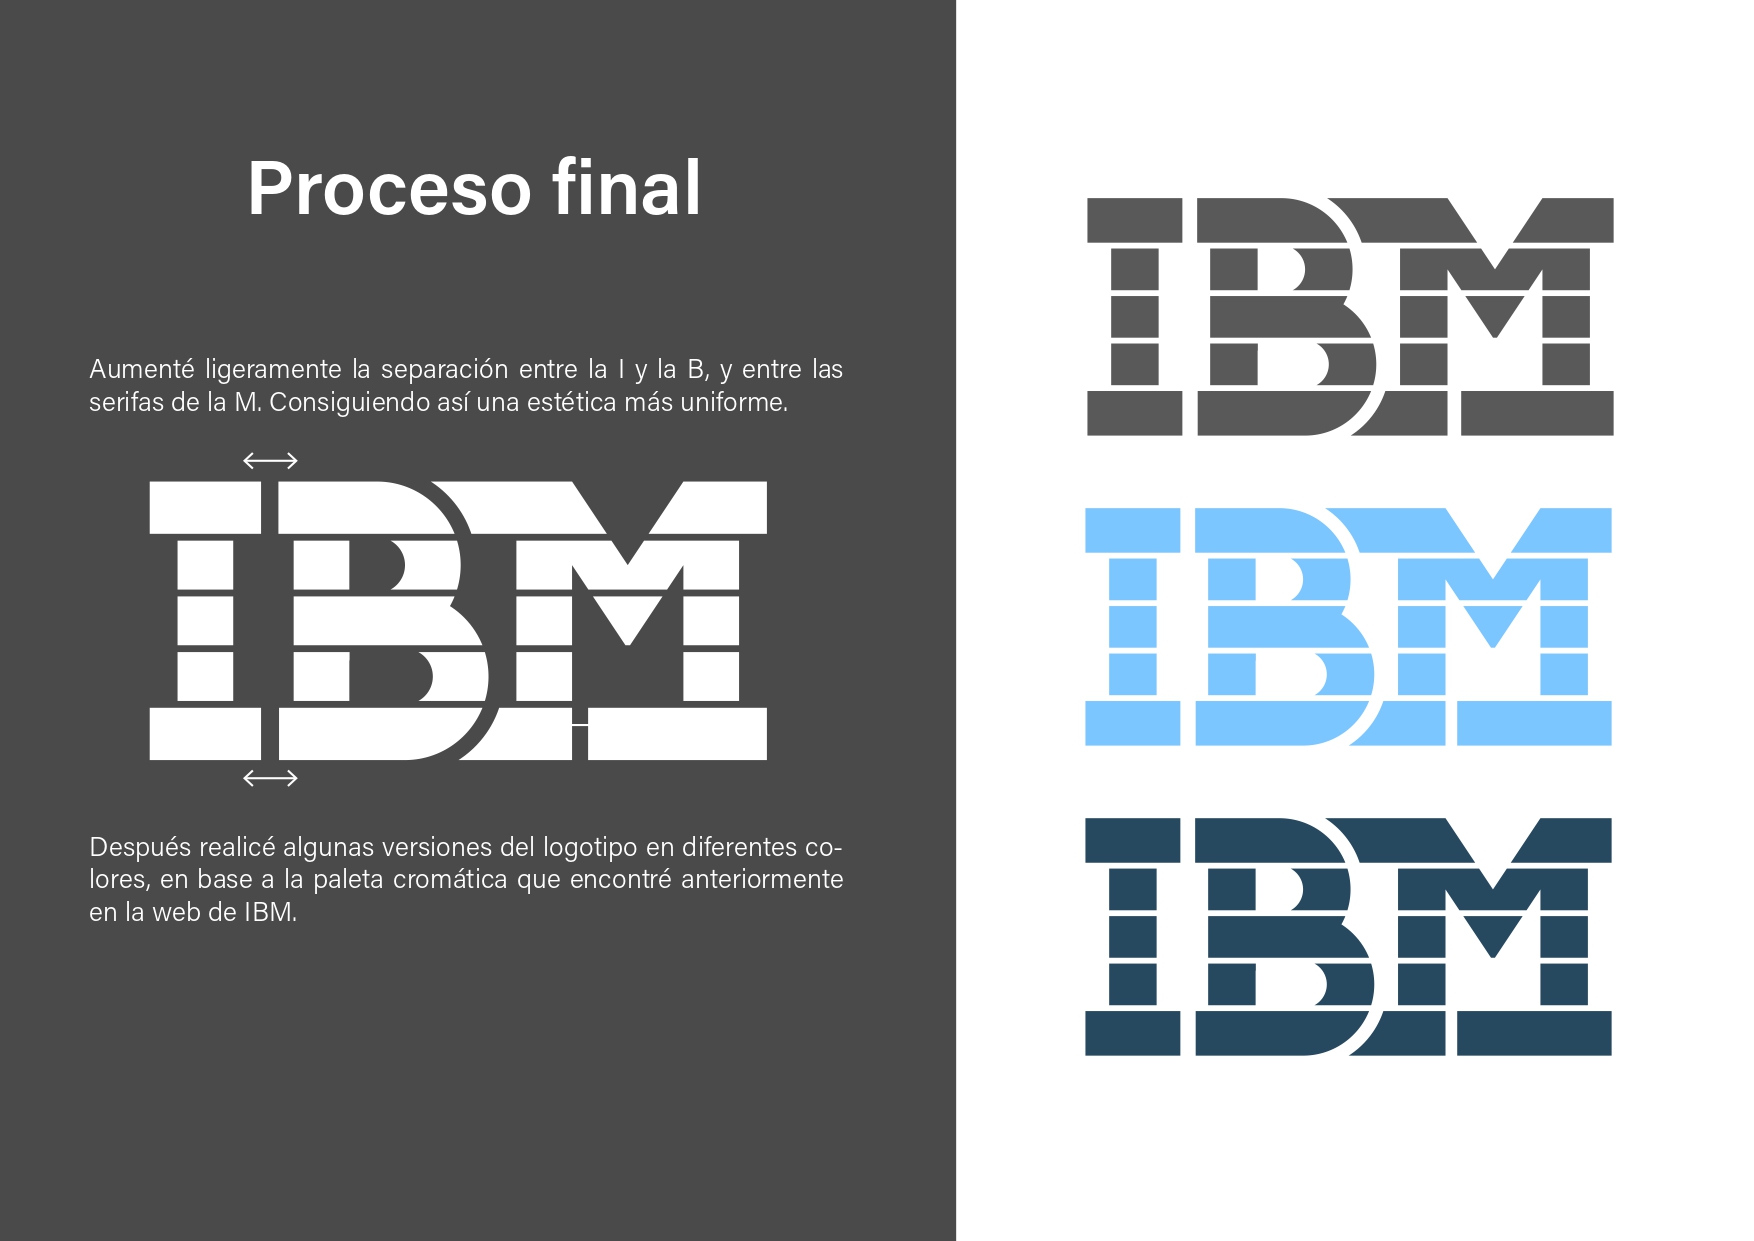 Proceso final
Aumenté ligeramente la separación entre la I y la B, y entre las
serifas de la M. Consiguiendo así una estética más uniforme.
IBM
Después realicé algunas versiones del logotipo en diferentes co-
lores, en base a la paleta cromática que encontré anteriormente
en la web de IBM.
IBM
IBM
IBM